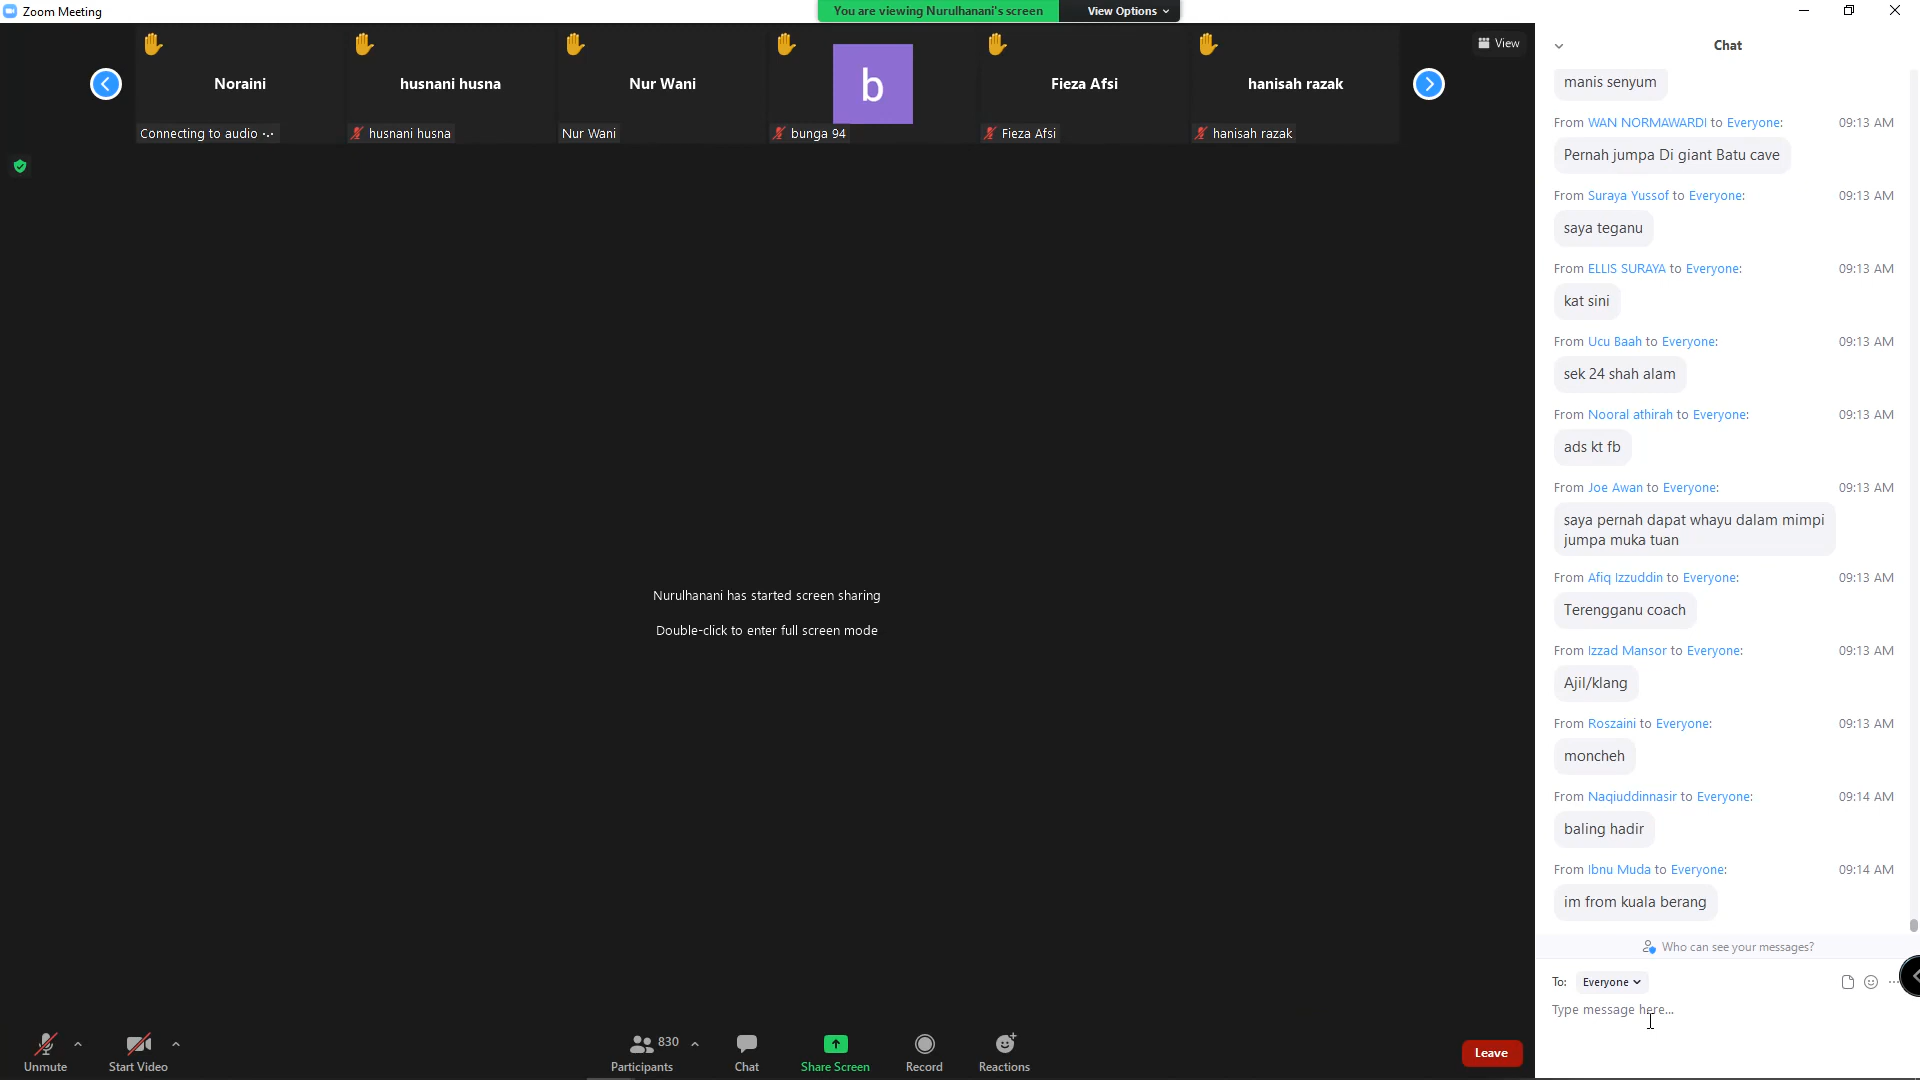 Zoom Meeting
You are viewing Nurulhanani's screen
View Options
View
Noraini
husnani husna
Nur Wani
b
Fieza Afsi
hanisah razak
Connecting to audio
husnani husna
Nur Wani
bunga 94
Fieza Afsi
hanisah razak
Nurulhanani has started screen sharing
Double-click to enter full screen mode
Unmute
Start Video
830
Participants
Chat
Share Screen
Record
Reactions
Leave
Chat
manis senyum
From WAN NORMAWARDI to Everyone: 09:13 AM
Pernah jumpa Di giant Batu cave
From Suraya Yussof to Everyone: 09:13 AM
saya teganu
From ELLIS SURAYA to Everyone: 09:13 AM
kat sini
From Ucu Baah to Everyone: 09:13 AM
sek 24 shah alam
From Nooral athirah to Everyone: 09:13 AM
ads kt fb
From Joe Awan to Everyone: 09:13 AM
saya pernah dapat whayu dalam mimpi
jumpa muka tuan
From Afiq Izzuddin to Everyone: 09:13 AM
Terengganu coach
From Izzad Mansor to Everyone: 09:13 AM
Ajil/klang
From Roszaini to Everyone: 09:13 AM
moncheh
From Naqiuddinnasir to Everyone: 09:14 AM
baling hadir
From Ibnu Muda to Everyone: 09:14 AM
im from kuala berang
Who can see your messages?
To: Everyone
Type message here...